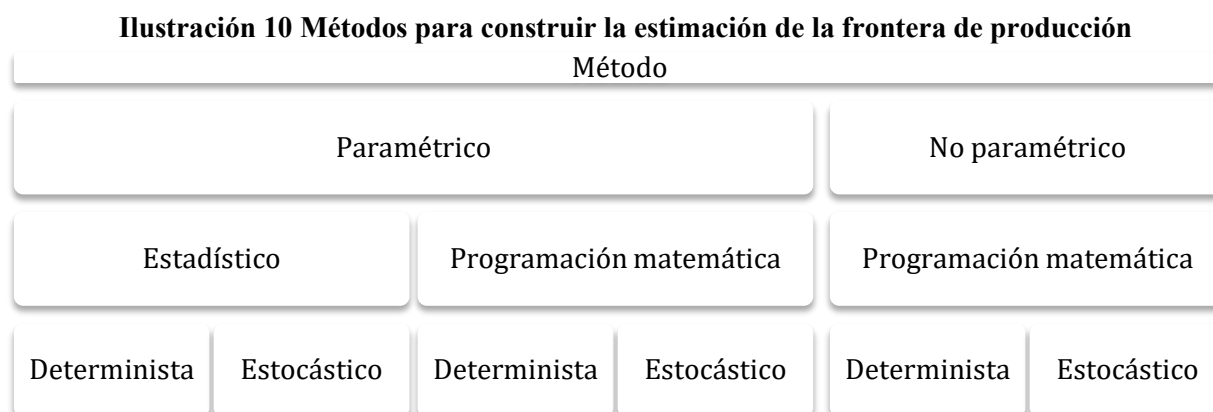 Ilustración 10 Métodos para construir la estimación de la frontera de producción
Método
Paramétrico No paramétrico
Estadístico Programación matemática Programación matemática
Determinista Estocástico Determinista Estocástico Determinista Estocástico